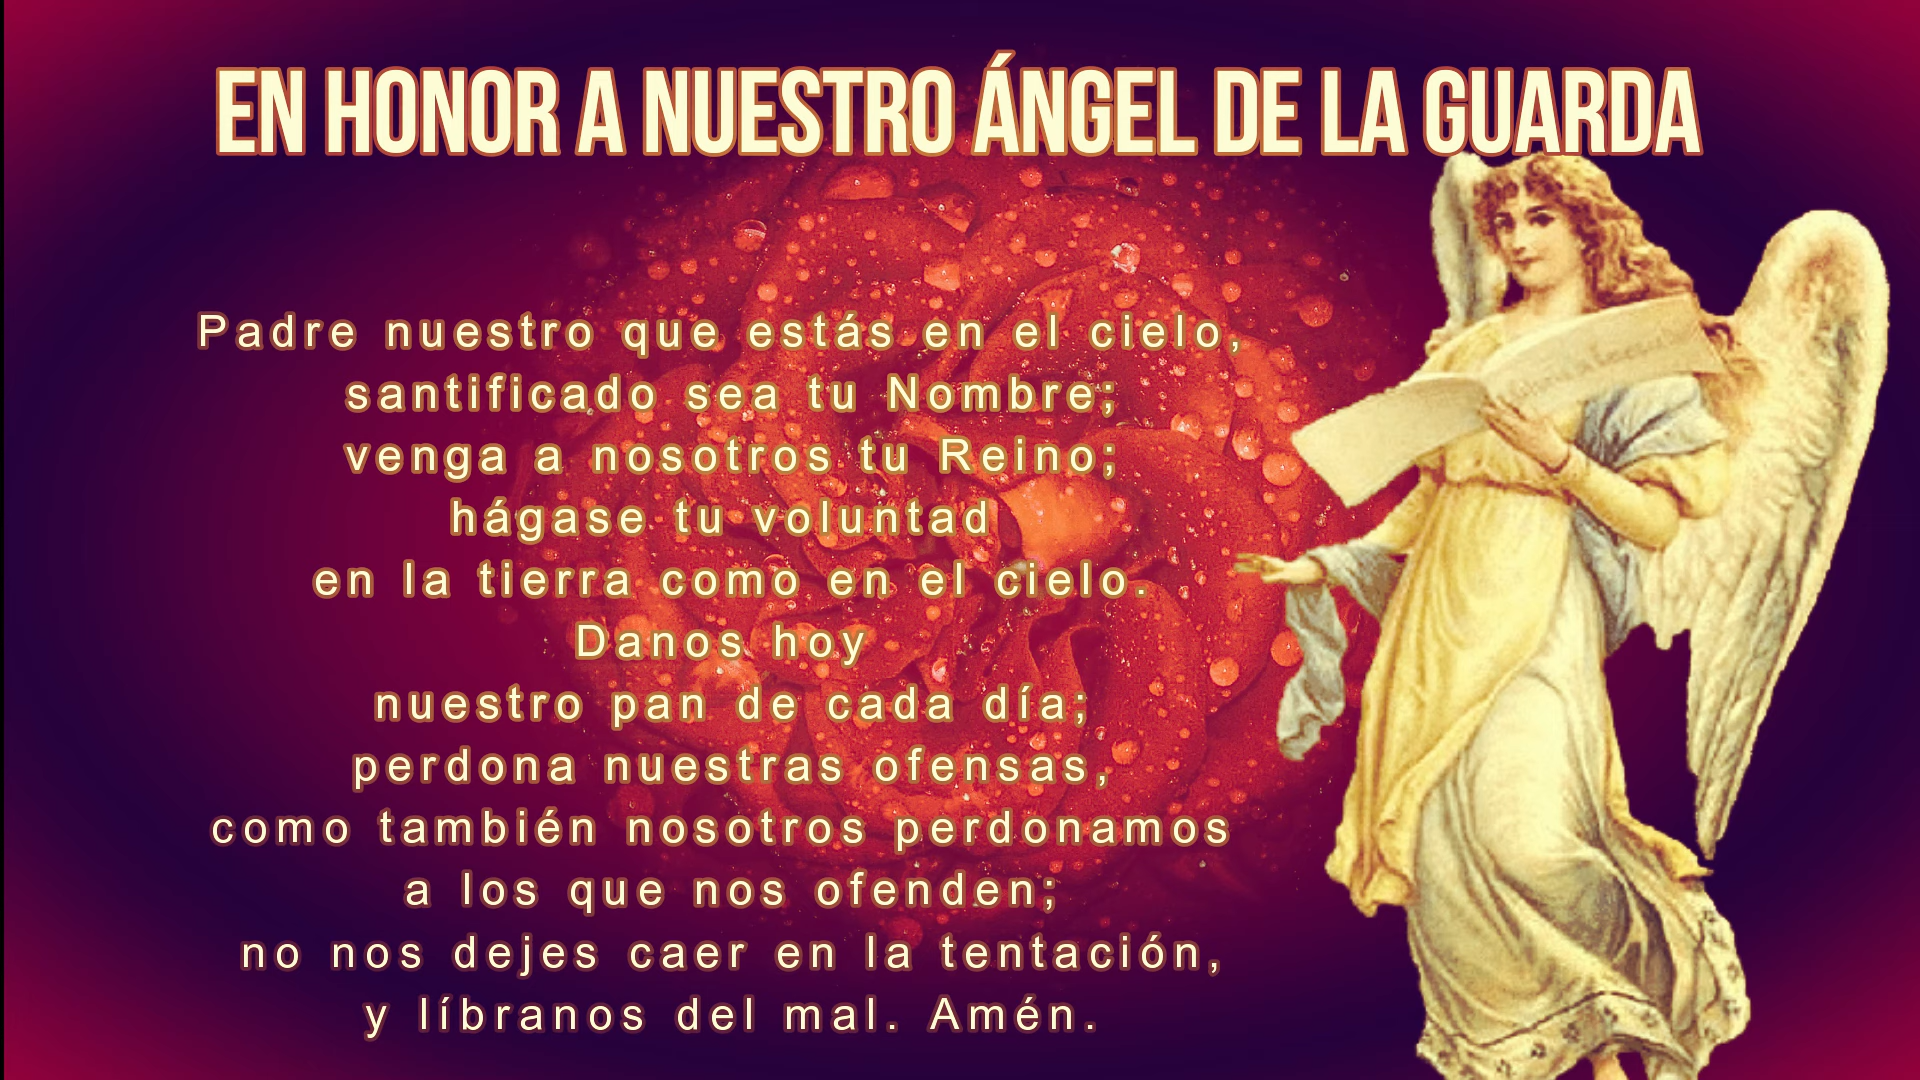 EN HONOR A NUESTRO ÁNGEL DE LA GUARDA
Padre nuestro que estás en el cielo,
santificado sea tu Nombre;
venga a nosotros tu Reino;
hágase tu voluntad
en la tierra como en el cielo.
Danos hoy
nuestro pan de cada día;
perdona nuestras ofensas,
como también nosotros perdonamos
a los que nos ofenden;
no nos dejes caer en la tentación,
y líbranos del mal. Amén.